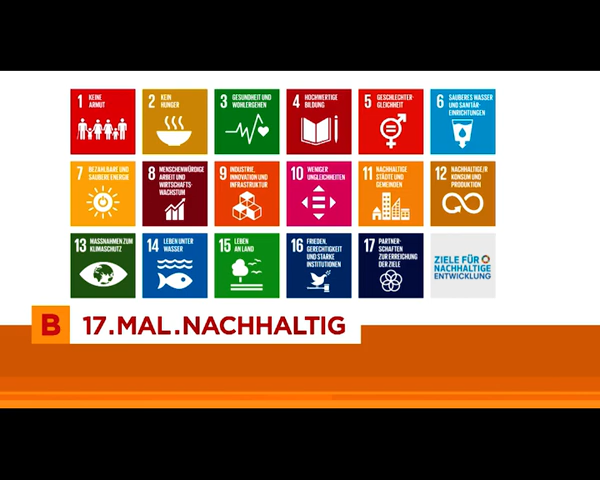 1 KEINE
ARMUT
2 KEIN
HUNGER
3 GESUNDHEIT UND
WOHLERGEHEN
4 HOCHWERTIGE
BILDUNG
5 GESCHLECHTER-
GLEICHHEIT
6 SAUBERES WASSER
UND SANITÄR-
EINRICHTUNGEN
7 BEZAHLBARE UND
SAUBERE ENERGIE
8 MENSCHENWÜRDIGE
ARBEIT UND
WIRTSCHAFTS-
WACHSTUM
9 INDUSTRIE,
INNOVATION UND
INFRASTRUKTUR
10 WENIGER
UNGLEICHHEITEN
11 NACHHALTIGE
STÄDTE UND
GEMEINDEN
12 NACHHALTIGE/R
KONSUM UND
PRODUKTION
13 MASSNAHMEN ZUM
KLIMASCHUTZ
14 LEBEN UNTER
WASSER
15 LEBEN
AN LAND
16 FRIEDEN,
GERECHTIGKEIT
UND STARKE
INSTITUTIONEN
17 PARTNER-
SCHAFTEN
ZUR ERREICHUNG
DER ZIELE
ZIELE FÜR
NACHHALTIGE
ENTWICKLUNG
B 17.MAL.NACHHALTIG